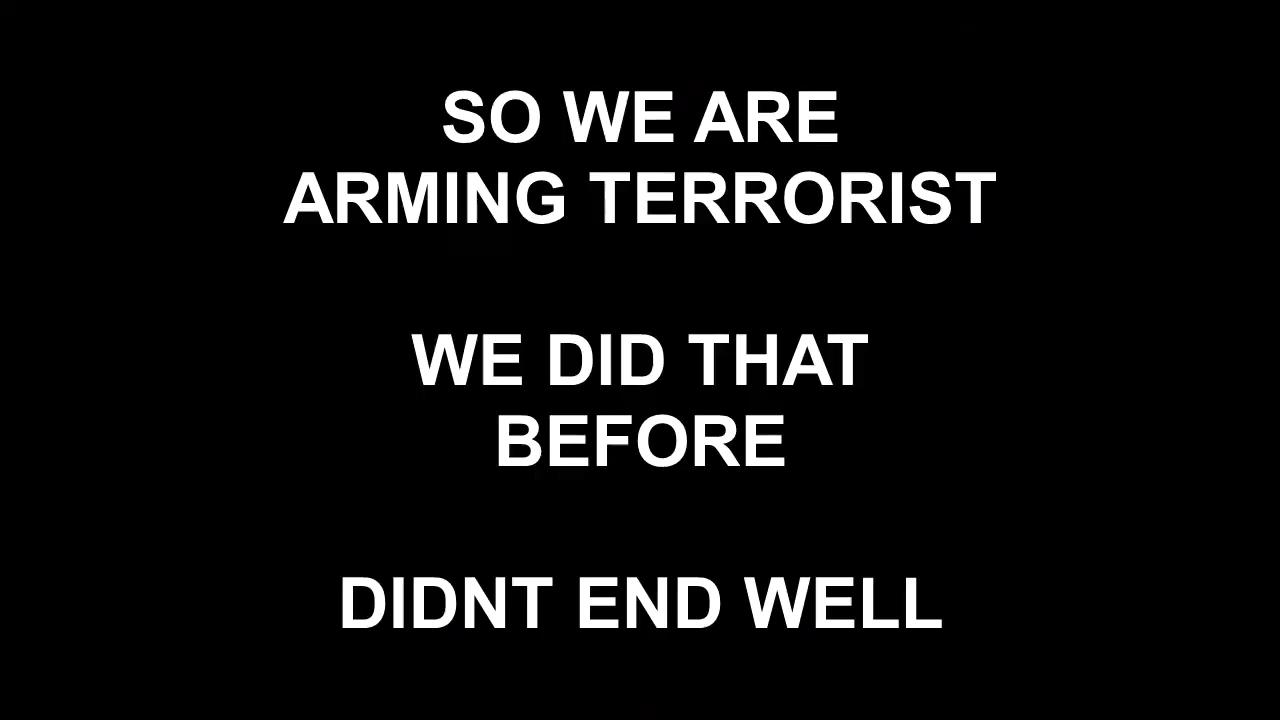 SO WE ARE
ARMING TERRORIST
WE DID THAT
BEFORE
DIDNT END WELL